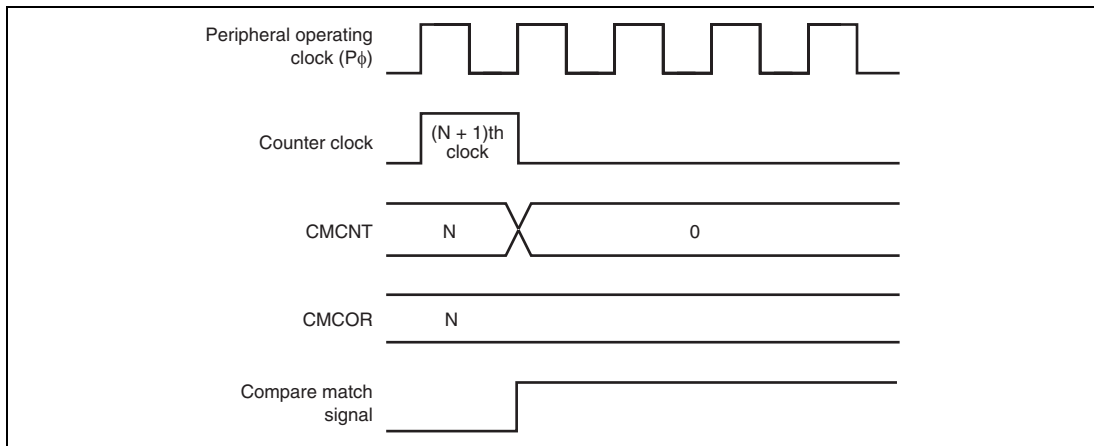 Peripheral operating
clock (Pϕ)
Counter clock
(N + 1)th
clock
CMCNT
N
0
CMCOR
N
Compare match
signal